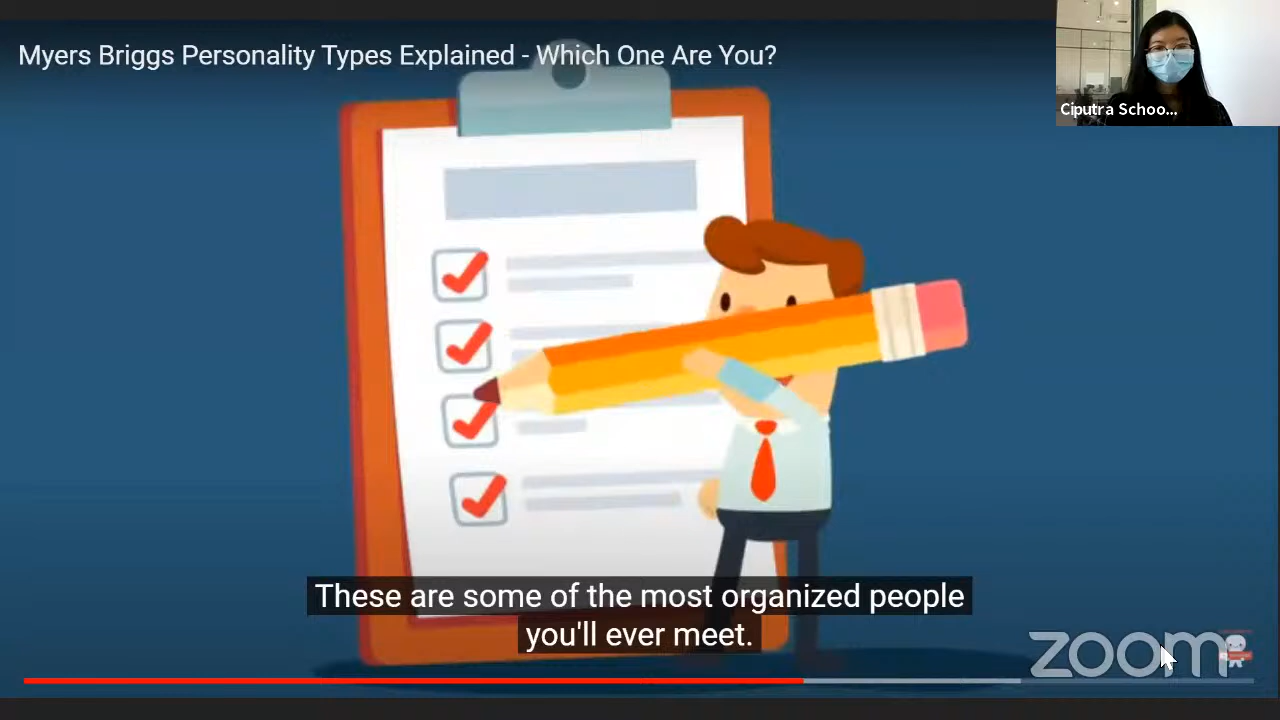 Myers Briggs Personality Types Explained - Which One Are You?
Ciputra Schoo...
These are some of the most organized people
you'll ever meet.
zoom